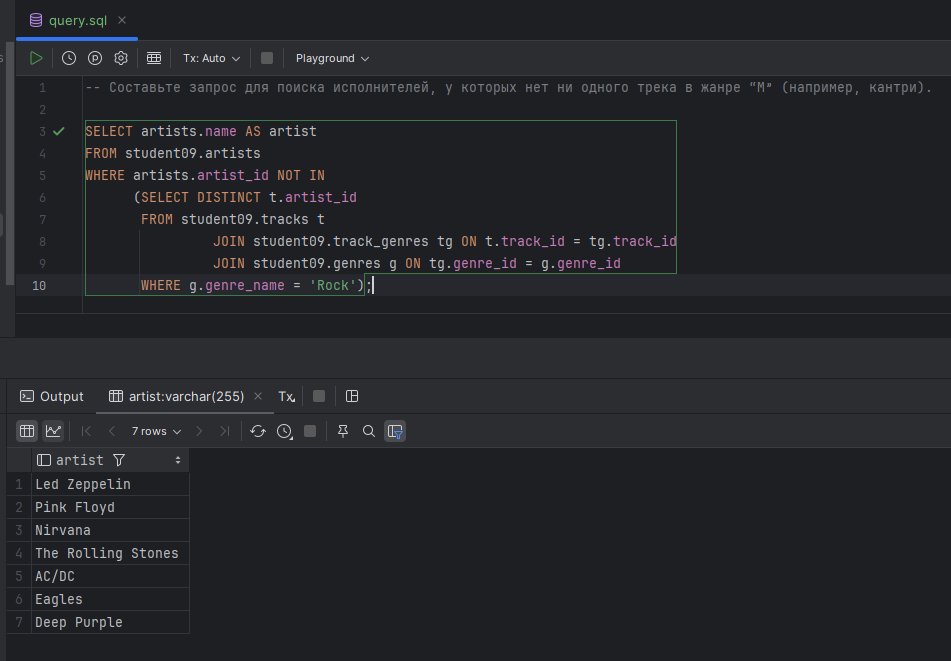 query.sql
Tx: Auto Playground
1 -- Составьте запрос для поиска исполнителей, у которых нет ни одного трека в жанре “M” (например, кантри).
2
3 SELECT artists.name AS artist
4 FROM student09.artists
5 WHERE artists.artist_id NOT IN
6 (SELECT DISTINCT t.artist_id
7 FROM student09.tracks t
8 JOIN student09.track_genres tg ON t.track_id = tg.track_id
9 JOIN student09.genres g ON tg.genre_id = g.genre_id
10 WHERE g.genre_name = 'Rock');
Output artist:varchar(255) Tx
7 rows
artist
1 Led Zeppelin
2 Pink Floyd
3 Nirvana
4 The Rolling Stones
5 AC/DC
6 Eagles
7 Deep Purple